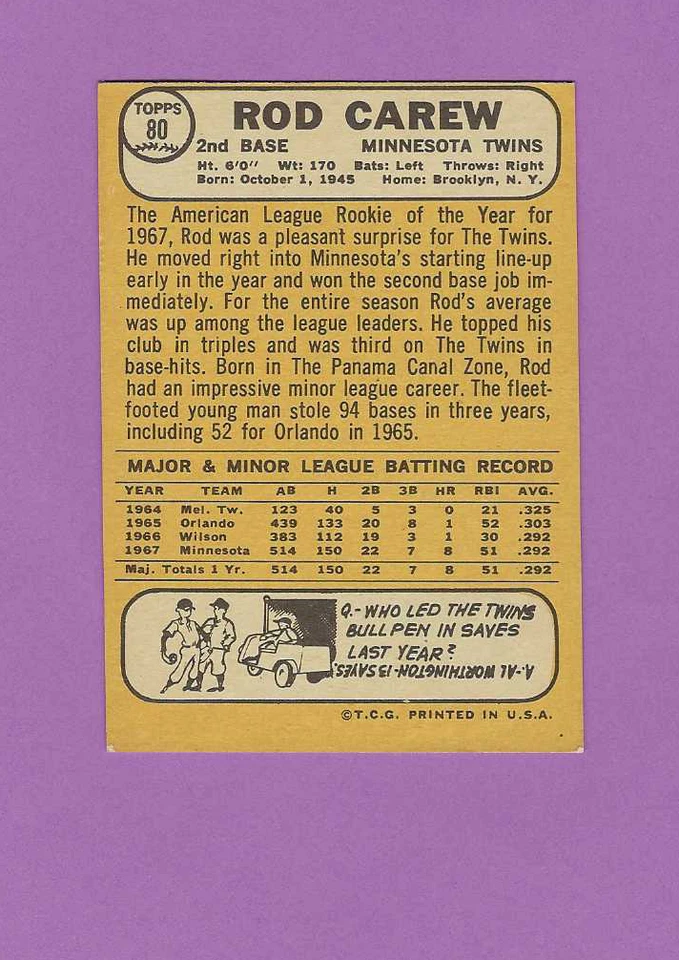 TOPPS
80
ROD CAREW
2nd BASE MINNESOTA TWINS
Ht. 6'0" Wt: 170 Bats: Left Throws: Right
Born: October 1, 1945 Home: Brooklyn, N. Y.
The American League Rookie of the Year for
1967, Rod was a pleasant surprise for The Twins.
He moved right into Minnesota's starting line-up
early in the year and won the second base job im-
mediately. For the entire season Rod's average
was up among the league leaders. He topped his
club in triples and was third on The Twins in
base-hits. Born in The Panama Canal Zone, Rod
had an impressive minor league career. The fleet-
footed young man stole 94 bases in three years,
including 52 for Orlando in 1965.
MAJOR & MINOR LEAGUE BATTING RECORD
YEAR TEAM AB H 2B 3B HR RBI AVG.
1964 Mel. Tw. 123 40 5 3 0 21 .325
1965 Orlando 439 133 20 8 1 52 .303
1966 Wilson 383 112 19 3 1 30 .292
1967 Minnesota 514 150 22 7 8 51 .292
Maj. Totals 1 Yr. 514 150 22 7 8 51 .292
Q.- WHO LED THE TWINS
BULLPEN IN SAVES
LAST YEAR?
A-AL WORTHINGTON-13 SAVES.
©T.C.G. PRINTED IN U.S.A.